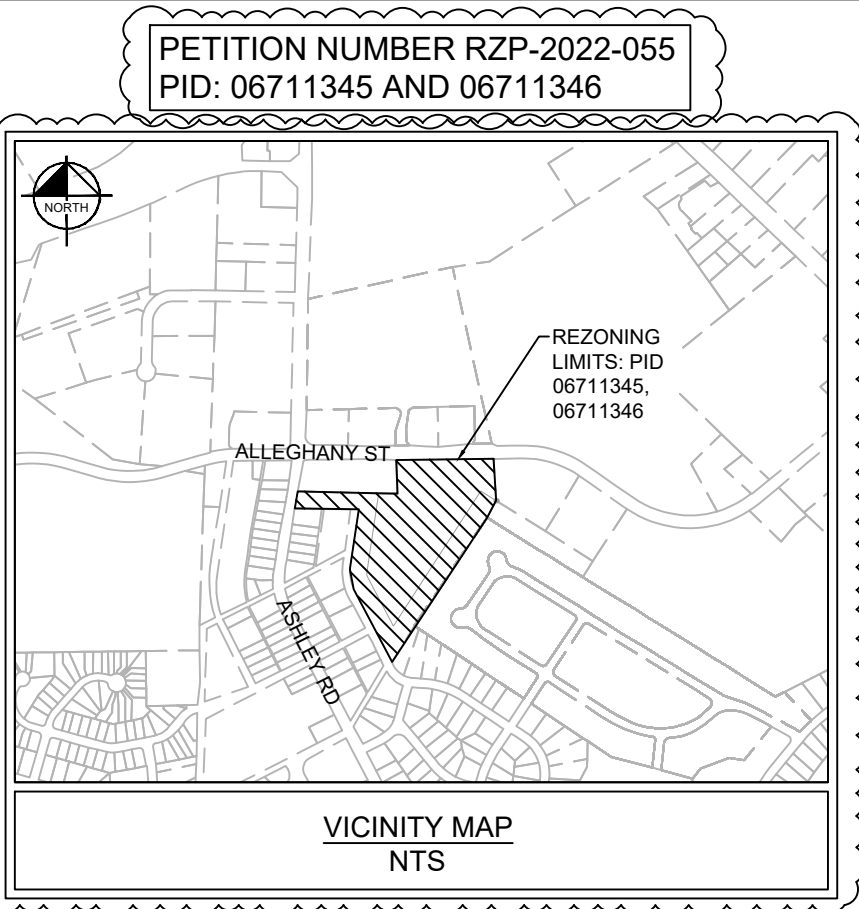 PETITION NUMBER RZP-2022-055
PID: 06711345 AND 06711346
NORTH
REZONING
LIMITS: PID
06711345,
06711346
ALLEGHANY ST
ASHLEY RD
VICINITY MAP
NTS